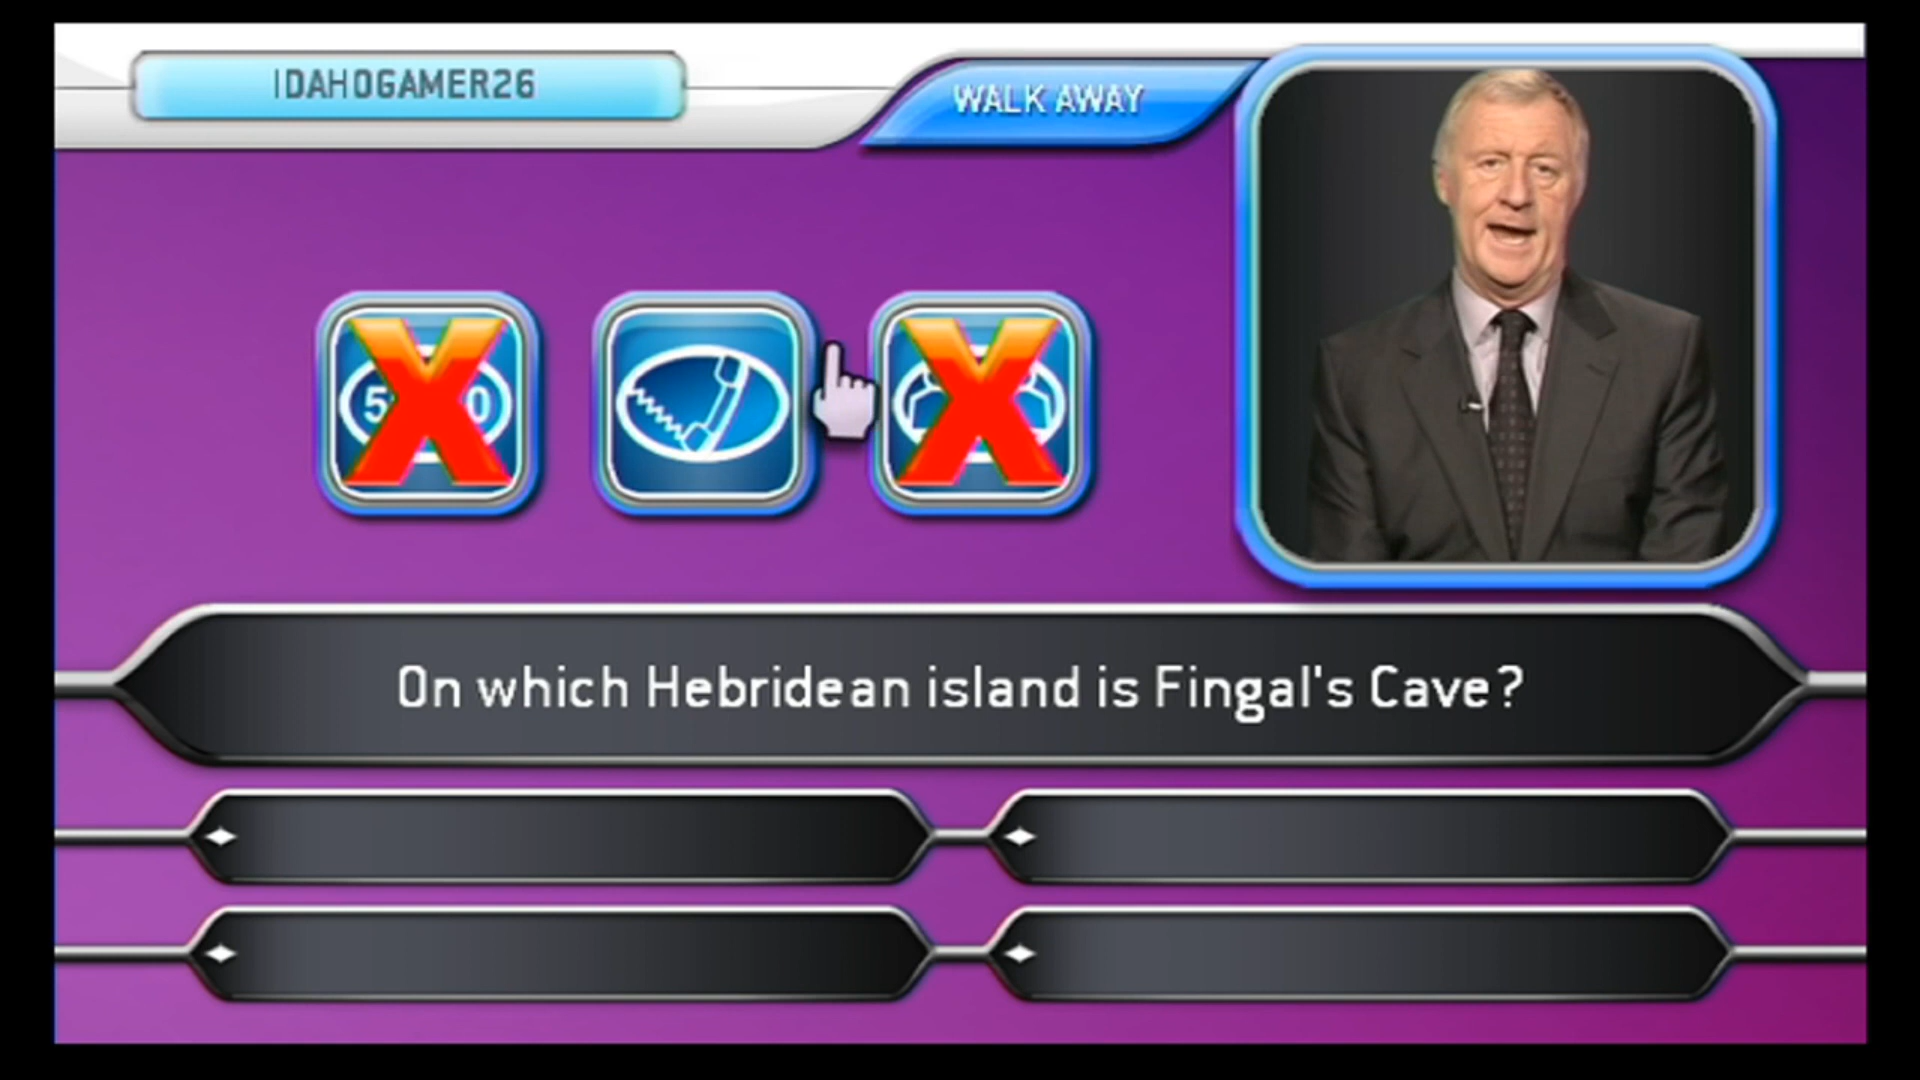 IDAHOGAMER26
WALK AWAY
On which Hebridean island is Fingal's Cave?